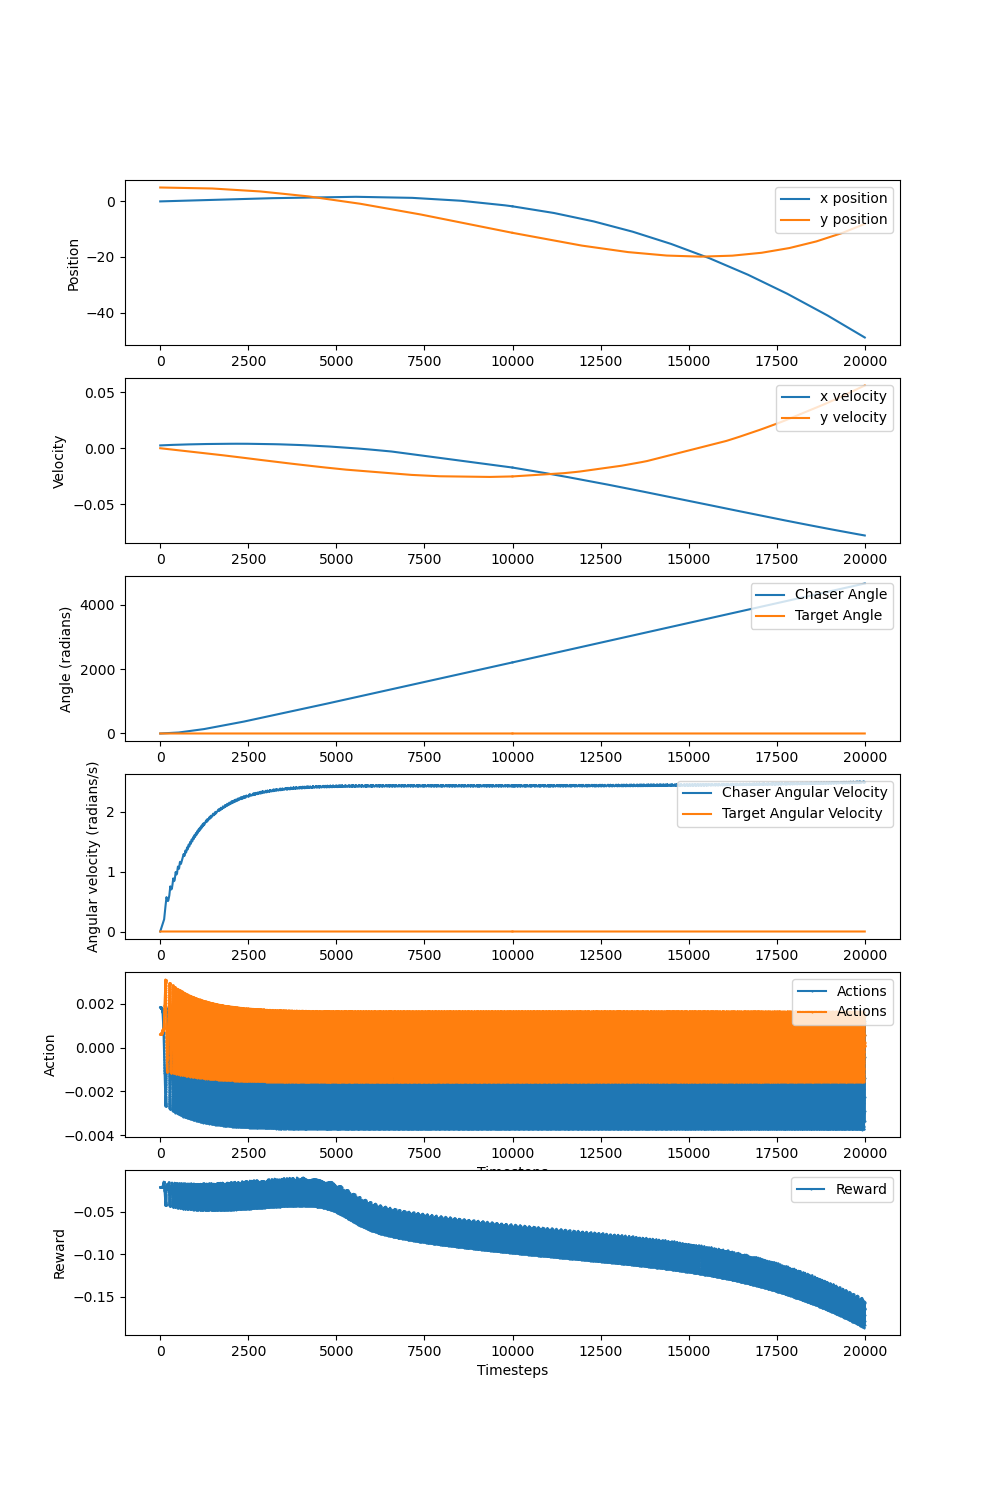 0
−20
−40
Position
x position
y position
0 2500 5000 7500 10000 12500 15000 17500 20000
0.05
0.00
−0.05
Velocity
x velocity
y velocity
0 2500 5000 7500 10000 12500 15000 17500 20000
4000
2000
0
Angle (radians)
Chaser Angle
Target Angle
0 2500 5000 7500 10000 12500 15000 17500 20000
2
1
0
Angular velocity (radians/s)
Chaser Angular Velocity
Target Angular Velocity
0 2500 5000 7500 10000 12500 15000 17500 20000
0.002
0.000
−0.002
−0.004
Action
Actions
Actions
0 2500 5000 7500 10000 12500 15000 17500 20000
Timesteps
−0.05
−0.10
−0.15
Reward
Reward
0 2500 5000 7500 10000 12500 15000 17500 20000
Timesteps